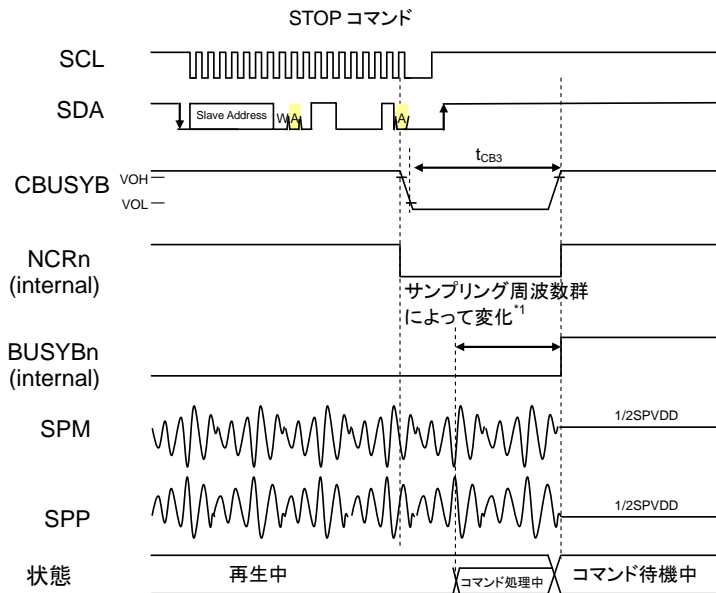 STOP コマンド
SCL
SDA
Slave Address
W
A
A
tCB3
CBUSYB
VOH
VOL
NCRn
(internal)
サンプリング周波数群
によって変化*1
BUSYBn
(internal)
SPM
1/2SPVDD
SPP
1/2SPVDD
状態
再生中
コマンド処理中
コマンド待機中